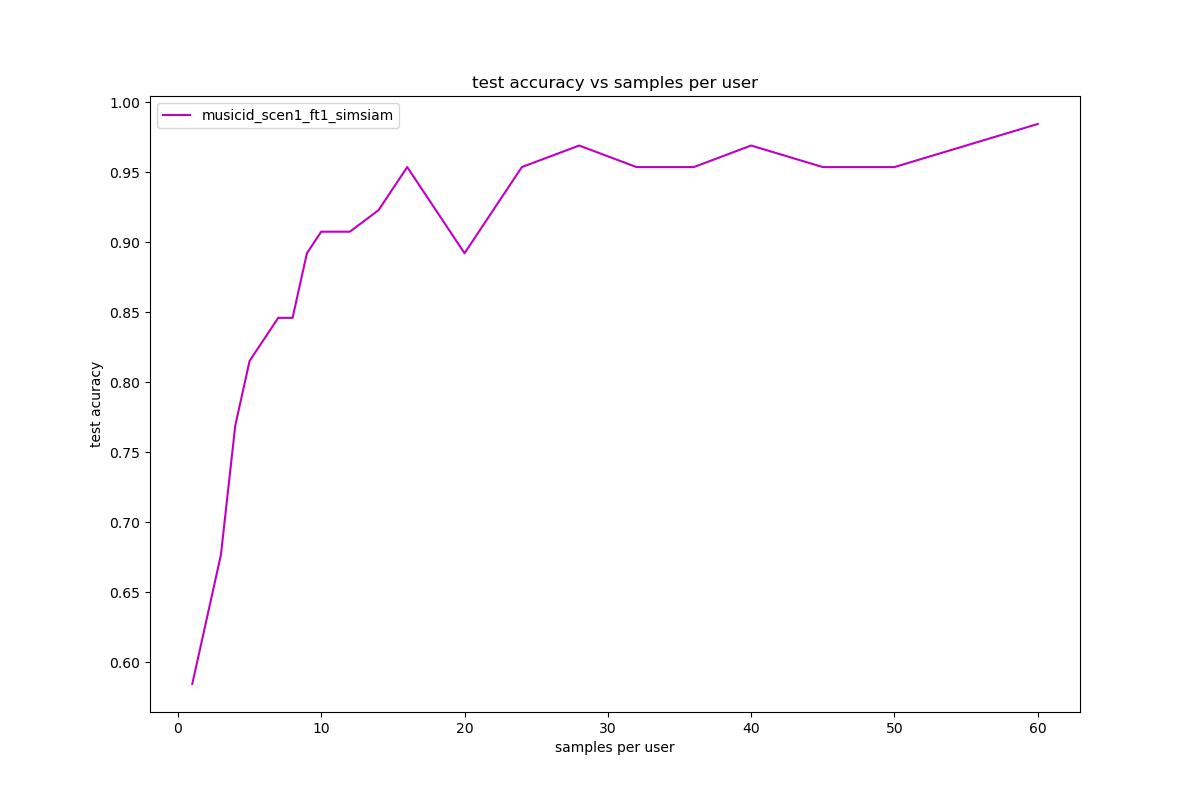 test accuracy vs samples per user
musicid_scen1_ft1_simsiam
1.00
0.95
0.90
0.85
0.80
0.75
0.70
0.65
0.60
test acuracy
0 10 20 30 40 50 60
samples per user